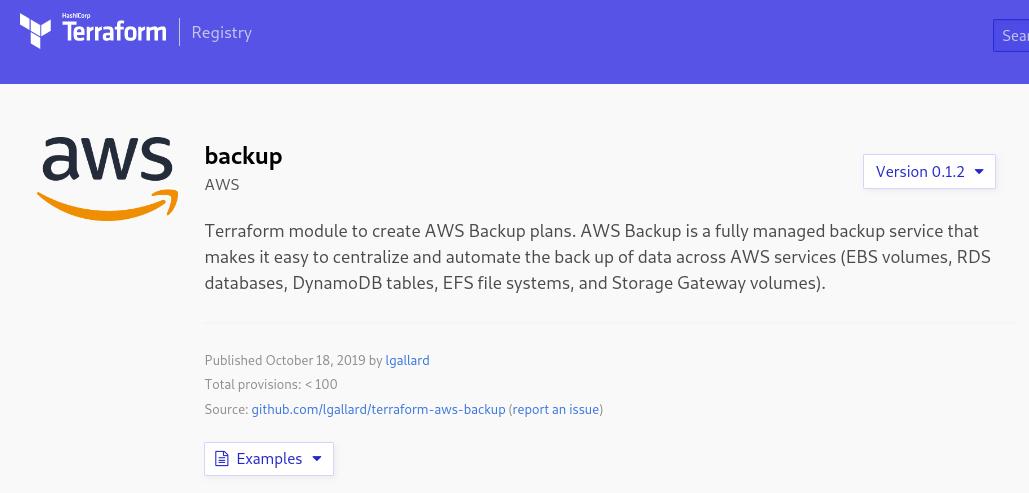 HashiCorp
Terraform
Registry
aws
backup
AWS
Version 0.1.2
Terraform module to create AWS Backup plans. AWS Backup is a fully managed backup service that
makes it easy to centralize and automate the back up of data across AWS services (EBS volumes, RDS
databases, DynamoDB tables, EFS file systems, and Storage Gateway volumes).
Published October 18, 2019 by lgallard
Total provisions: < 100
Source: github.com/lgallard/terraform-aws-backup (report an issue)
Examples